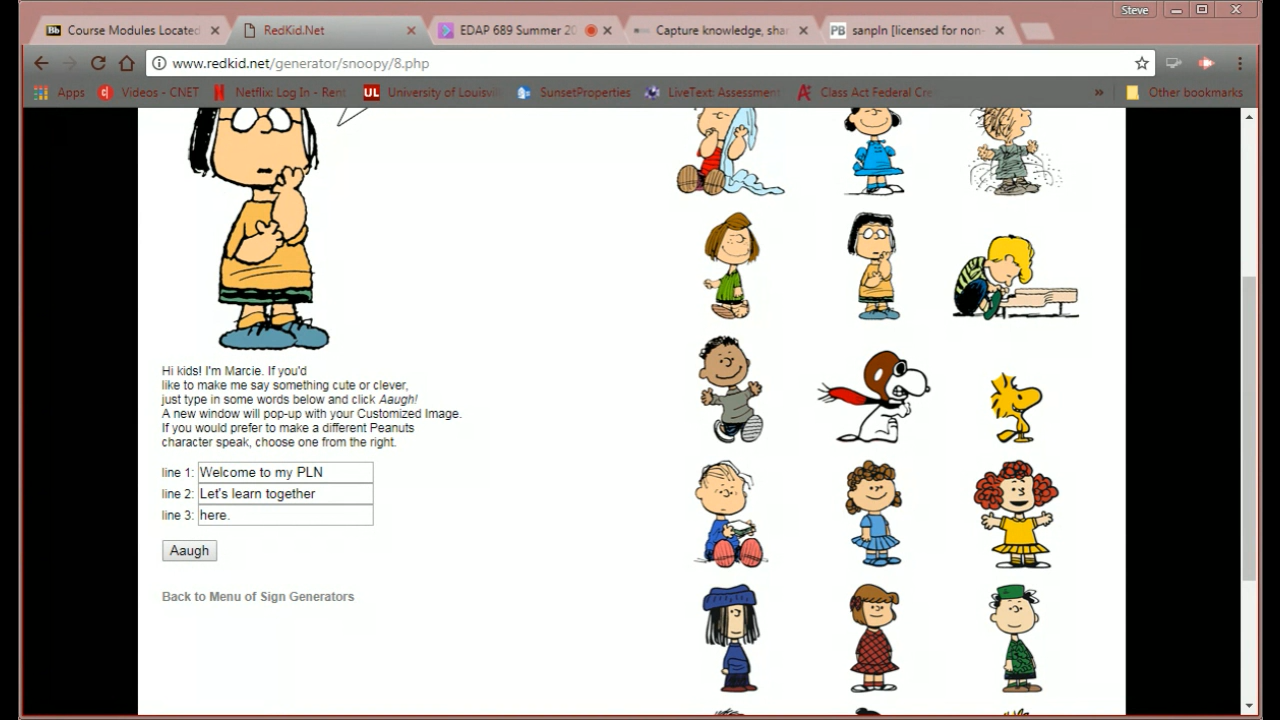 Steve
Course Modules Located
RedKid.Net
EDAP 689 Summer 20
Capture knowledge, shar
sanpln [licensed for non-
www.redkid.net/generator/snoopy/8.php
Apps
Videos - CNET
Netflix: Log In - Rent
University of Louisvill
SunsetProperties
LiveText: Assessment
Class Act Federal Cre
»
Other bookmarks
Hi kids! I'm Marcie. If you'd
like to make me say something cute or clever,
just type in some words below and click Aaugh!
A new window will pop-up with your Customized Image.
If you would prefer to make a different Peanuts
character speak, choose one from the right.
line 1: Welcome to my PLN
line 2: Let's learn together
line 3: here.
Aaugh
Back to Menu of Sign Generators